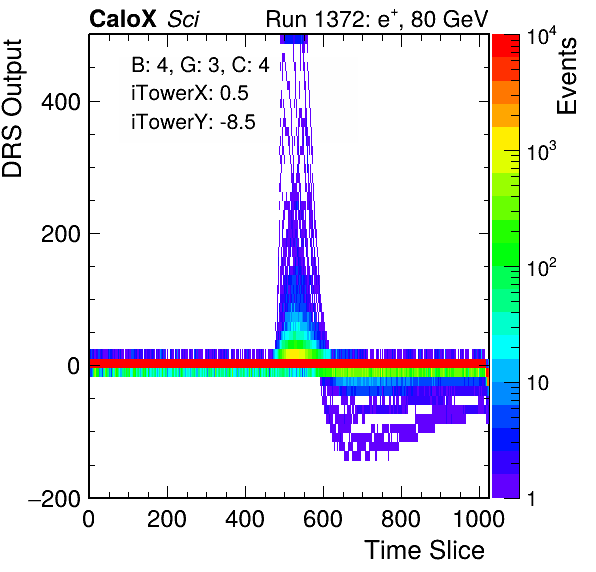 CaloX Sci Run 1372: e⁺, 80 GeV
B: 4, G: 3, C: 4
iTowerX: 0.5
iTowerY: -8.5
DRS Output
400
200
0
−200
0 200 400 600 800 1000
Time Slice
Events
10⁴
10³
10²
10
1